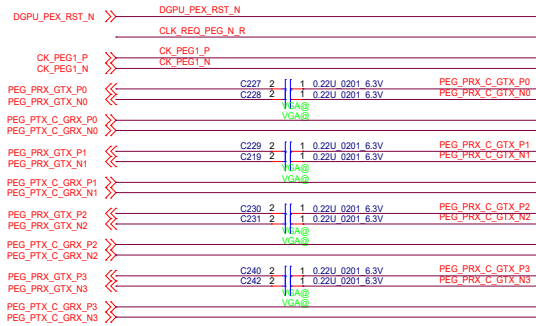 DGPU_PEX_RST_N DGPU_PEX_RST_N
CLK_REQ_PEG_N_R
CK_PEG1_P CK_PEG1_P
CK_PEG1_N CK_PEG1_N
PEG_PRX_GTX_P0 C227 2 1 0.22U_0201_6.3V PEG_PRX_C_GTX_P0
PEG_PRX_GTX_N0 C228 2 1 0.22U_0201_6.3V PEG_PRX_C_GTX_N0
VGA@
VGA@
PEG_PTX_C_GRX_P0
PEG_PTX_C_GRX_N0
PEG_PRX_GTX_P1 C229 2 1 0.22U_0201_6.3V PEG_PRX_C_GTX_P1
PEG_PRX_GTX_N1 C219 2 1 0.22U_0201_6.3V PEG_PRX_C_GTX_N1
VGA@
VGA@
PEG_PTX_C_GRX_P1
PEG_PTX_C_GRX_N1
PEG_PRX_GTX_P2 C230 2 1 0.22U_0201_6.3V PEG_PRX_C_GTX_P2
PEG_PRX_GTX_N2 C231 2 1 0.22U_0201_6.3V PEG_PRX_C_GTX_N2
VGA@
VGA@
PEG_PTX_C_GRX_P2
PEG_PTX_C_GRX_N2
PEG_PRX_GTX_P3 C240 2 1 0.22U_0201_6.3V PEG_PRX_C_GTX_P3
PEG_PRX_GTX_N3 C242 2 1 0.22U_0201_6.3V PEG_PRX_C_GTX_N3
VGA@
VGA@
PEG_PTX_C_GRX_P3
PEG_PTX_C_GRX_N3